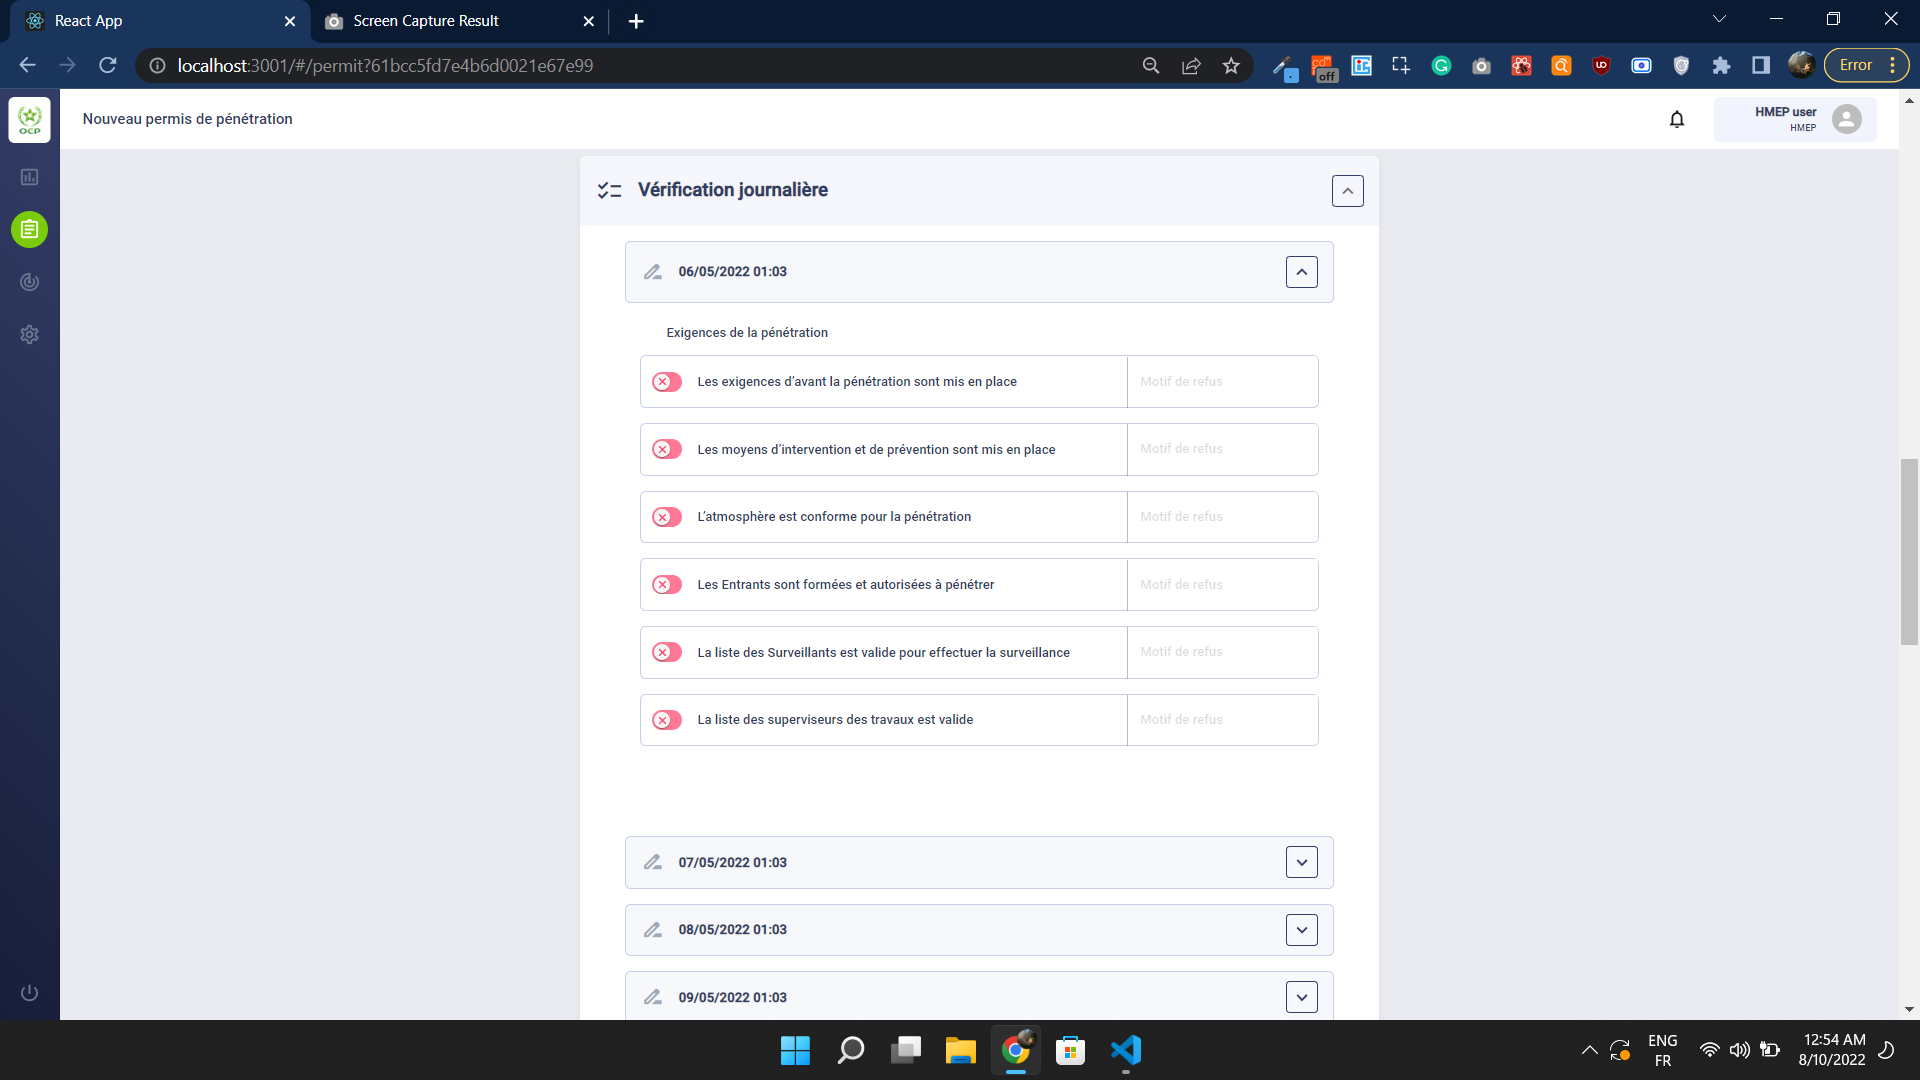 React App
Screen Capture Result
localhost:3001/#/permit?61bcc5fd7e4b6d0021e67e99
off
Error
OCP
Nouveau permis de pénétration
HMEP user
HMEP
Vérification journalière
06/05/2022 01:03
Exigences de la pénétration
Les exigences d’avant la pénétration sont mis en place
Motif de refus
Les moyens d’intervention et de prévention sont mis en place
Motif de refus
L’atmosphère est conforme pour la pénétration
Motif de refus
Les Entrants sont formées et autorisées à pénétrer
Motif de refus
La liste des Surveillants est valide pour effectuer la surveillance
Motif de refus
La liste des superviseurs des travaux est valide
Motif de refus
07/05/2022 01:03
08/05/2022 01:03
09/05/2022 01:03
ENG
FR
12:54 AM
8/10/2022